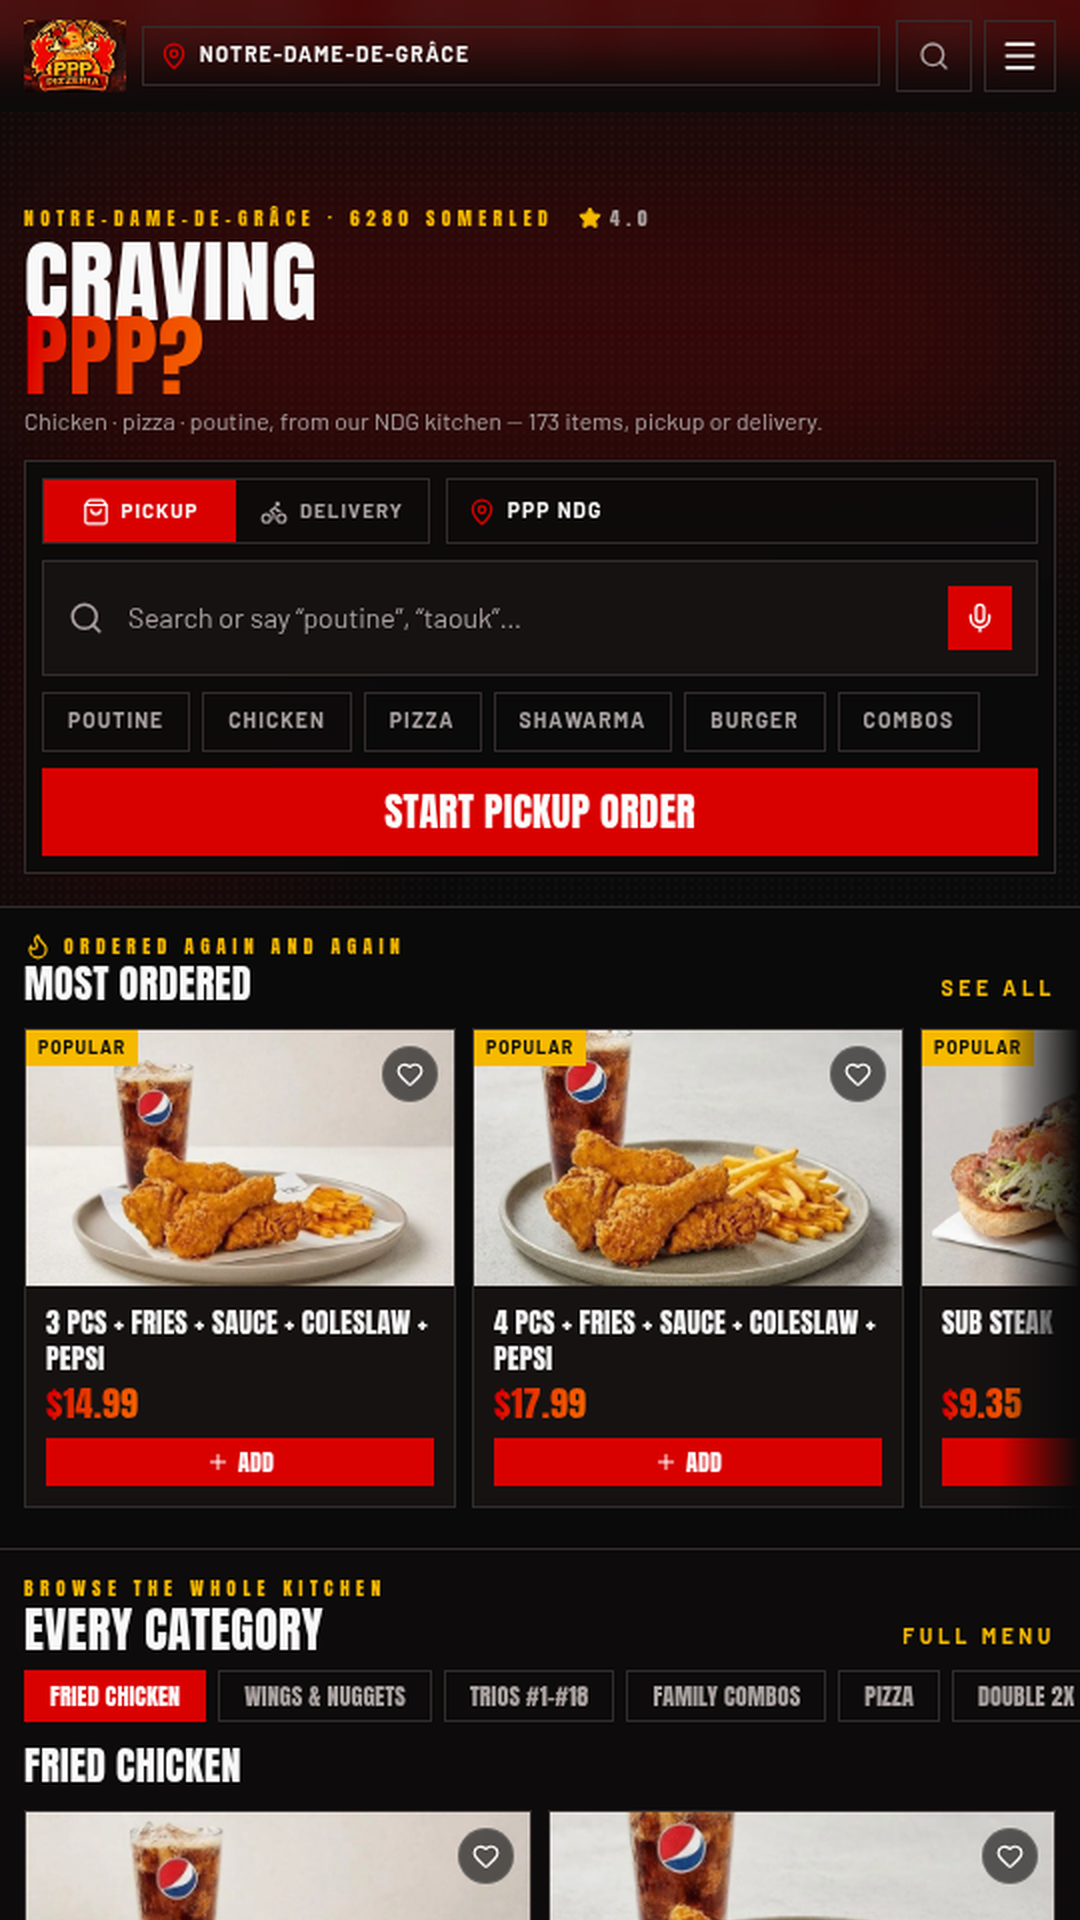 PPP
PIZZERIA
NOTRE-DAME-DE-GRÂCE
NOTRE-DAME-DE-GRÂCE · 6280 SOMERLED 4.0
CRAVING
PPP?
Chicken · pizza · poutine, from our NDG kitchen — 173 items, pickup or delivery.
PICKUP DELIVERY PPP NDG
Search or say “poutine”, “taouk”...
POUTINE CHICKEN PIZZA SHAWARMA BURGER COMBOS
START PICKUP ORDER
ORDERED AGAIN AND AGAIN
MOST ORDERED
SEE ALL
POPULAR POPULAR POPULAR
3 PCS + FRIES + SAUCE + COLESLAW +
PEPSI
$14.99
+ ADD
4 PCS + FRIES + SAUCE + COLESLAW +
PEPSI
$17.99
+ ADD
SUB STEAK
$9.35
BROWSE THE WHOLE KITCHEN
EVERY CATEGORY
FULL MENU
FRIED CHICKEN WINGS & NUGGETS TRIOS #1-#18 FAMILY COMBOS PIZZA DOUBLE 2X
FRIED CHICKEN